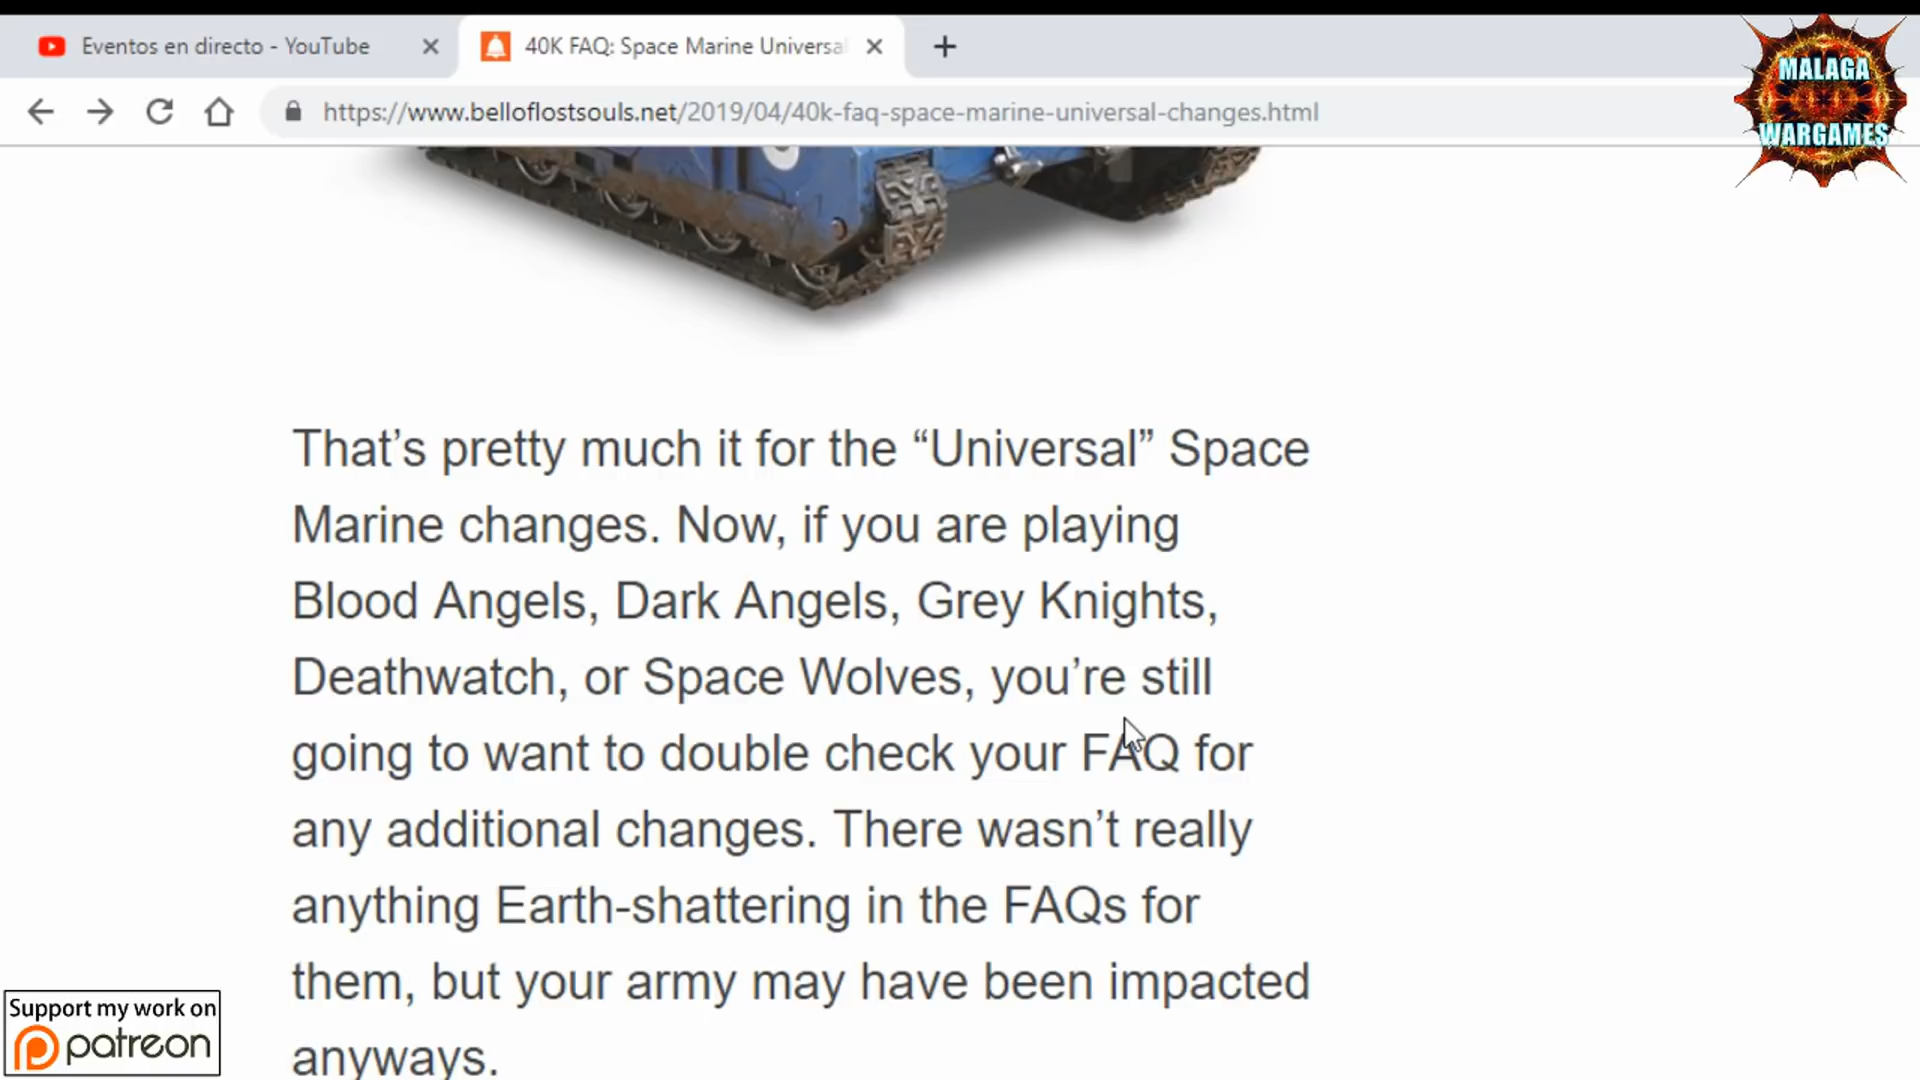 Eventos en directo - YouTube
40K FAQ: Space Marine Universal
https://www.belloflostsouls.net/2019/04/40k-faq-space-marine-universal-changes.html
MALAGA
WARGAMES
That’s pretty much it for the “Universal” Space
Marine changes. Now, if you are playing
Blood Angels, Dark Angels, Grey Knights,
Deathwatch, or Space Wolves, you’re still
going to want to double check your FAQ for
any additional changes. There wasn’t really
anything Earth-shattering in the FAQs for
them, but your army may have been impacted
anyways.
Support my work on
patreon